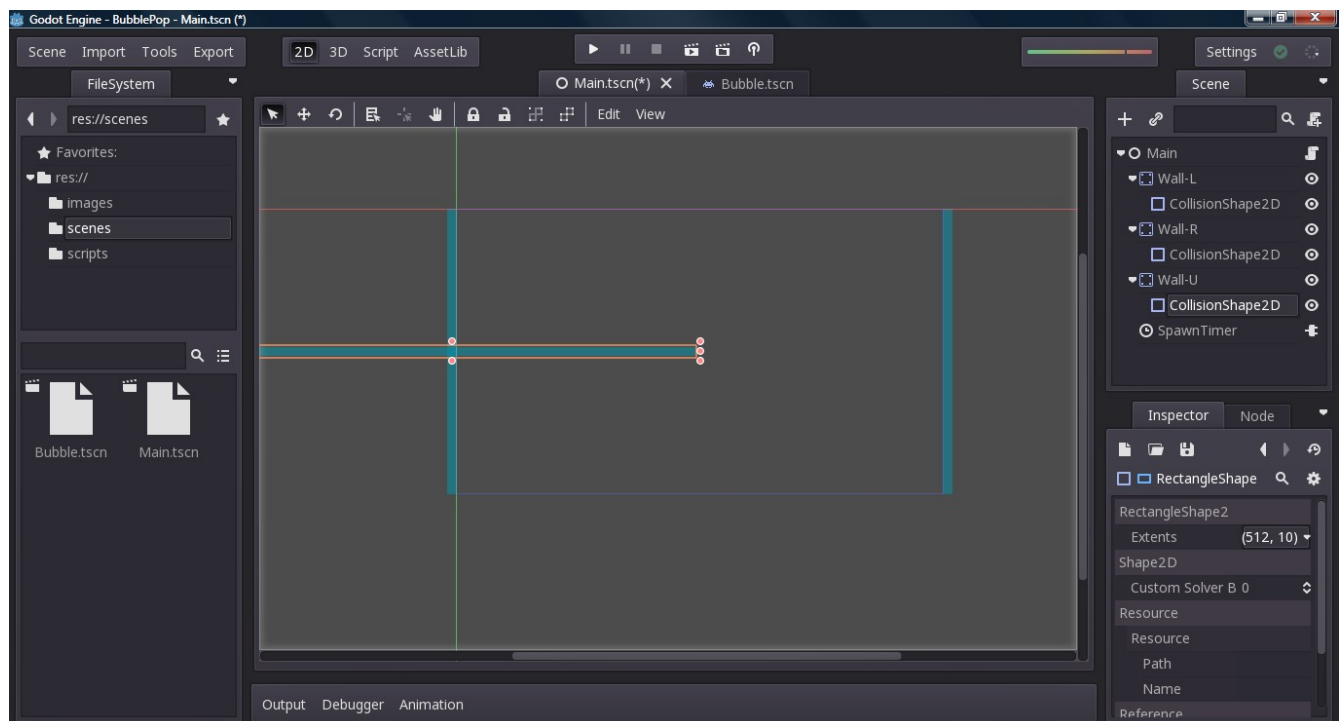 Godot Engine - BubblePop - Main.tscn (*)
Scene Import Tools Export
2D 3D Script AssetLib
Settings
FileSystem
Main.tscn(*)
Bubble.tscn
Scene
res://scenes
Edit View
Favorites:
res://
images
scenes
scripts
Main
Wall-L
CollisionShape2D
Wall-R
CollisionShape2D
Wall-U
CollisionShape2D
SpawnTimer
Bubble.tscn
Main.tscn
Inspector Node
RectangleShape
RectangleShape2
Extents (512, 10)
Shape2D
Custom Solver B 0
Resource
Resource
Path
Name
Reference
Output Debugger Animation